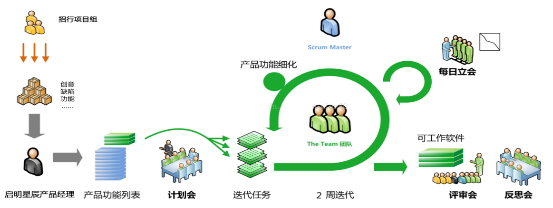 招行项目组
Scrum Master
产品功能细化
每日立会
创意
缺陷
功能
......
The Team 团队
可工作软件
启明星辰产品经理
产品功能列表
计划会
迭代任务
2 周迭代
评审会
反思会